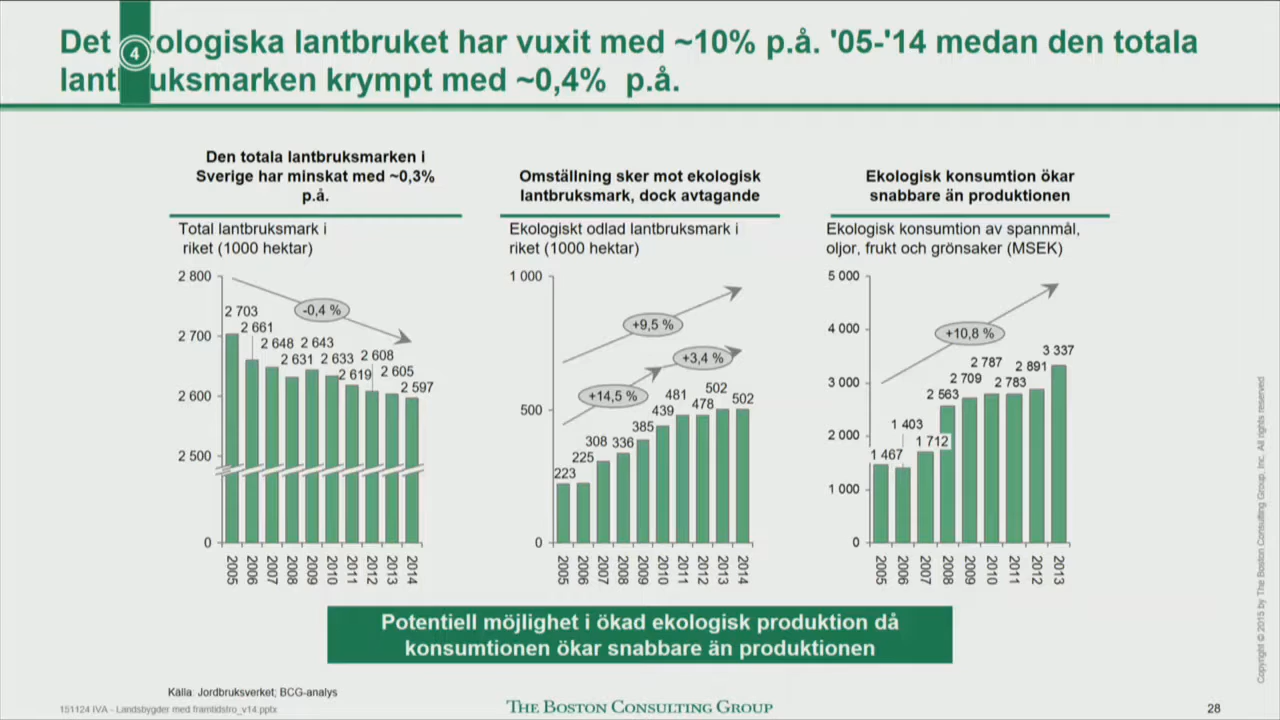 4
Det ekologiska lantbruket har vuxit med ~10% p.å. '05-'14 medan den totala
lantbruksmarken krympt med ~0,4% p.å.
Den totala lantbruksmarken i
Sverige har minskat med ~0,3%
p.å.
Total lantbruksmark i
riket (1000 hektar)
2 800
2 700
2 600
2 500
0
-0,4 %
2 703
2 661
2 648
2 631
2 643
2 633
2 619
2 608
2 605
2 597
2005 2006 2007 2008 2009 2010 2011 2012 2013 2014
Omställning sker mot ekologisk
lantbruksmark, dock avtagande
Ekologiskt odlad lantbruksmark i
riket (1000 hektar)
1 000
500
0
+9,5 %
+14,5 %
+3,4 %
223
225
308
336
385
439
481
478
502
502
2005 2006 2007 2008 2009 2010 2011 2012 2013 2014
Ekologisk konsumtion ökar
snabbare än produktionen
Ekologisk konsumtion av spannmål,
oljor, frukt och grönsaker (MSEK)
5 000
4 000
3 000
2 000
1 000
0
+10,8 %
1 467
1 403
1 712
2 563
2 709
2 787
2 783
2 891
3 337
2005 2006 2007 2008 2009 2010 2011 2012 2013
Potentiell möjlighet i ökad ekologisk produktion då
konsumtionen ökar snabbare än produktionen
Källa: Jordbruksverket; BCG-analys
151124 IVA - Landsbygder med framtidstro_v14.pptx
THE BOSTON CONSULTING GROUP
28
Copyright © 2015 by The Boston Consulting Group, Inc. All rights reserved